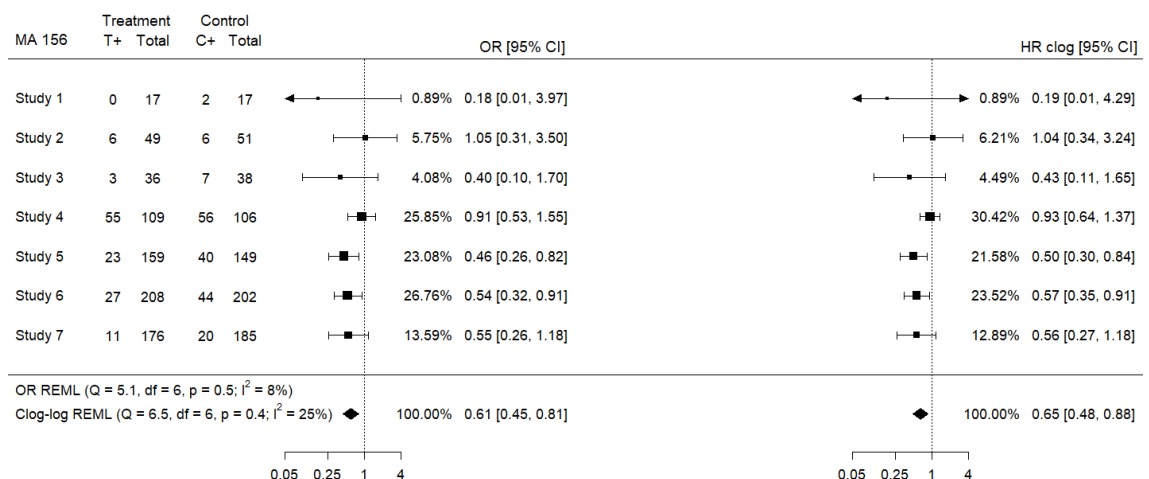 Treatment Control
MA 156 T+ Total C+ Total OR [95% CI] HR clog [95% CI]
Study 1 0 17 2 17 0.89% 0.18 [0.01, 3.97] 0.89% 0.19 [0.01, 4.29]
Study 2 6 49 6 51 5.75% 1.05 [0.31, 3.50] 6.21% 1.04 [0.34, 3.24]
Study 3 3 36 7 38 4.08% 0.40 [0.10, 1.70] 4.49% 0.43 [0.11, 1.65]
Study 4 55 109 56 106 25.85% 0.91 [0.53, 1.55] 30.42% 0.93 [0.64, 1.37]
Study 5 23 159 40 149 23.08% 0.46 [0.26, 0.82] 21.58% 0.50 [0.30, 0.84]
Study 6 27 208 44 202 26.76% 0.54 [0.32, 0.91] 23.52% 0.57 [0.35, 0.91]
Study 7 11 176 20 185 13.59% 0.55 [0.26, 1.18] 12.89% 0.56 [0.27, 1.18]
OR REML (Q = 5.1, df = 6, p = 0.5; I² = 8%)
Clog-log REML (Q = 6.5, df = 6, p = 0.4; I² = 25%) 100.00% 0.61 [0.45, 0.81] 100.00% 0.65 [0.48, 0.88]
0.05 0.25 1 4 0.05 0.25 1 4